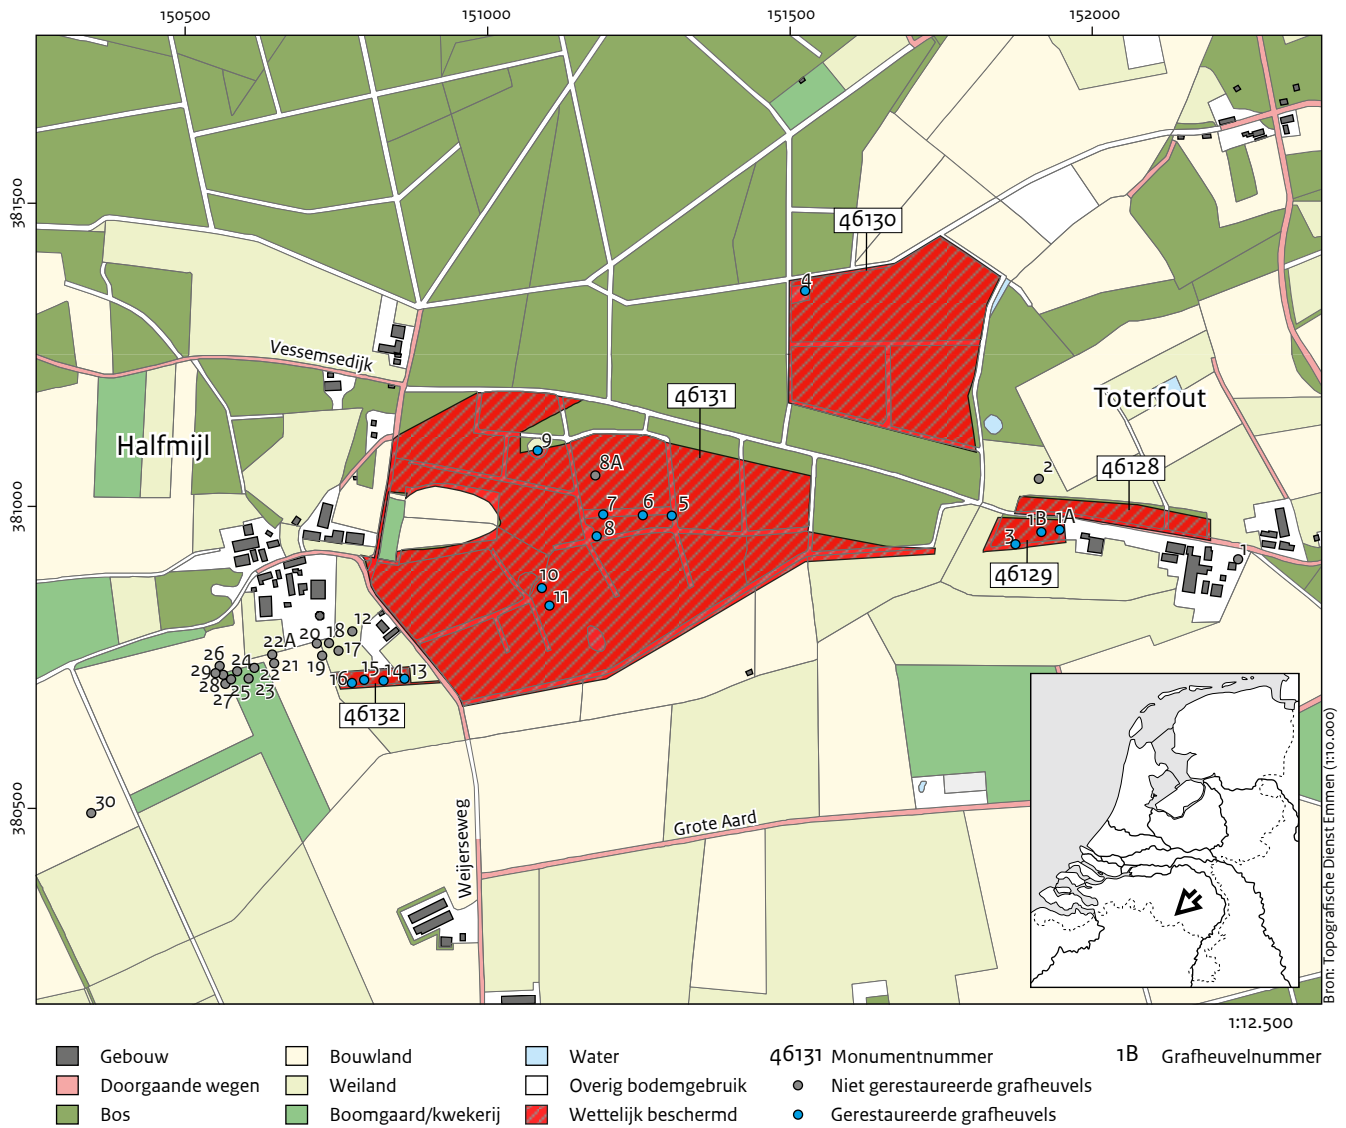 150500 151000 151500 152000
381500
381000
380500
46130
4
Vessemsedijk
46131
Toterfout
Halfmijl
9
8A
2
46128
7 6 5
8
1B 1A
3
1
46129
10
11
12
20 18
22A
17
26
24
19
21
29
22
15 14 13
16
28
25 23
27
46132
30
Grote Aard
Weijerseweg
Bron: Topografische Dienst Emmen (1:10.000)
1:12.500
Gebouw Bouwland Water 46131 Monumentnummer 1B Grafheuvelnummer
Doorgaande wegen Weiland Overig bodemgebruik Niet gerestaureerde grafheuvels
Bos Boomgaard/kwekerij Wettelijk beschermd Gerestaureerde grafheuvels